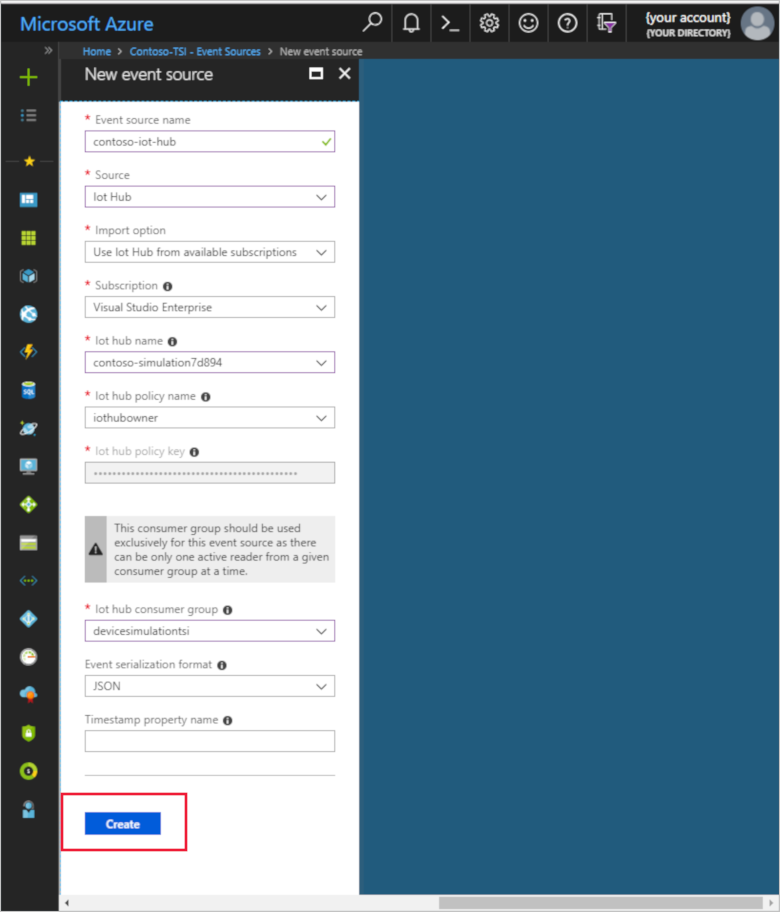 Microsoft Azure
{your account}
{YOUR DIRECTORY}
Home > Contoso-TSI - Event Sources > New event source
New event source
* Event source name
contoso-iot-hub
* Source
Iot Hub
* Import option
Use Iot Hub from available subscriptions
* Subscription
Visual Studio Enterprise
* Iot hub name
contoso-simulation7d894
* Iot hub policy name
iothubowner
* Iot hub policy key
This consumer group should be used
exclusively for this event source as there
can be only one active reader from a given
consumer group at a time.
* Iot hub consumer group
devicesimulationtsi
Event serialization format
JSON
Timestamp property name
Create